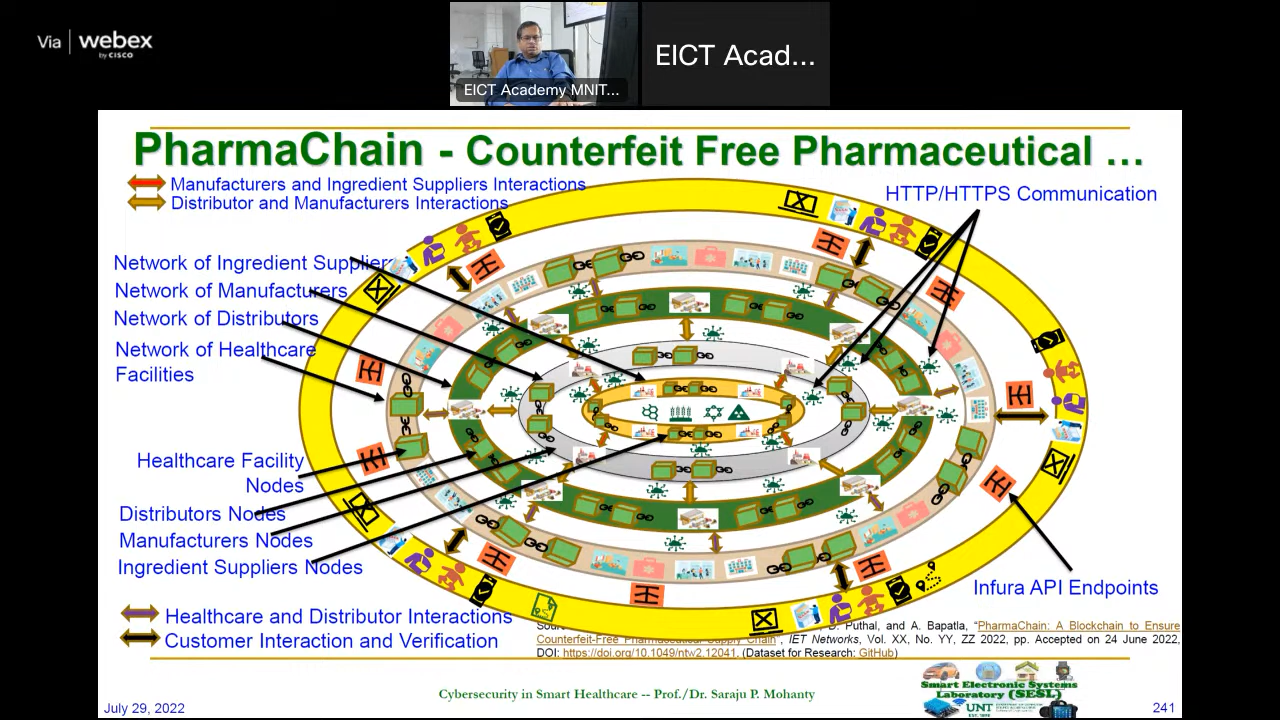 Via webex
by CISCO
EICT Academy MNIT...
EICT Acad...
PharmaChain - Counterfeit Free Pharmaceutical ...
Manufacturers and Ingredient Suppliers Interactions
Distributor and Manufacturers Interactions
HTTP/HTTPS Communication
Network of Ingredient Suppliers
Network of Manufacturers
Network of Distributors
Network of Healthcare
Facilities
Healthcare Facility
Nodes
Distributors Nodes
Manufacturers Nodes
Ingredient Suppliers Nodes
Infura API Endpoints
Healthcare and Distributor Interactions
Customer Interaction and Verification
D. Puthal, and A. Bapatla, "PharmaChain: A Blockchain to Ensure
Counterfeit-Free Pharmaceutical Supply Chain", IET Networks, Vol. XX, No. YY, ZZ 2022, pp. Accepted on 24 June 2022,
DOI: https://doi.org/10.1049/ntw2.12041. (Dataset for Research: GitHub)
Smart Electronic Systems
Laboratory (SESL)
UNT
July 29, 2022
Cybersecurity in Smart Healthcare -- Prof./Dr. Saraju P. Mohanty
241